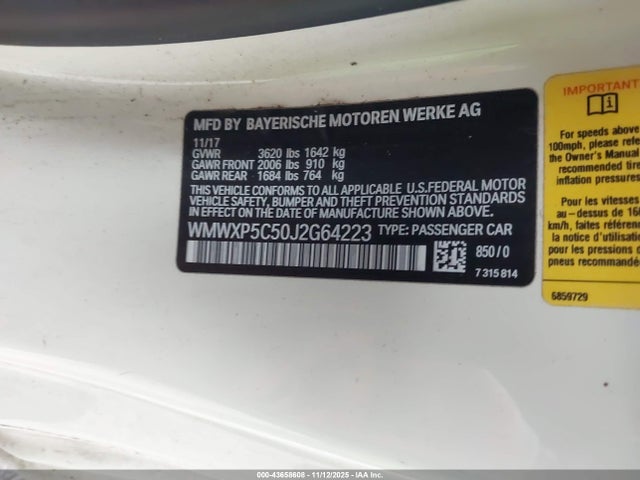 MFD BY BAYERISCHE MOTOREN WERKE AG
11/17
GVWR 3620 lbs 1642 kg
GAWR FRONT 2006 lbs 910 kg
GAWR REAR 1684 lbs 764 kg
THIS VEHICLE CONFORMS TO ALL APPLICABLE U.S.FEDERAL MOTOR
VEHICLE SAFETY, BUMPER AND THEFT PREVENTION STANDARDS
IN EFFECT ON THE DATE OF MANUFACTURE SHOWN ABOVE.
WMWXP5C50J2G64223 TYPE: PASSENGER CAR
850/0
7 315 814
IMPORTANT
For speeds above
100mph, please refe
the Owner's Manual
recommended tire
inflation pressures
Pour les vitesses
au-dessus de 160
km/h, faites référence
la notice d'utilisation
pour les pressions d
pneus recommandé
6859729
000-43658608 - 11/12/2025 - IAA Inc.